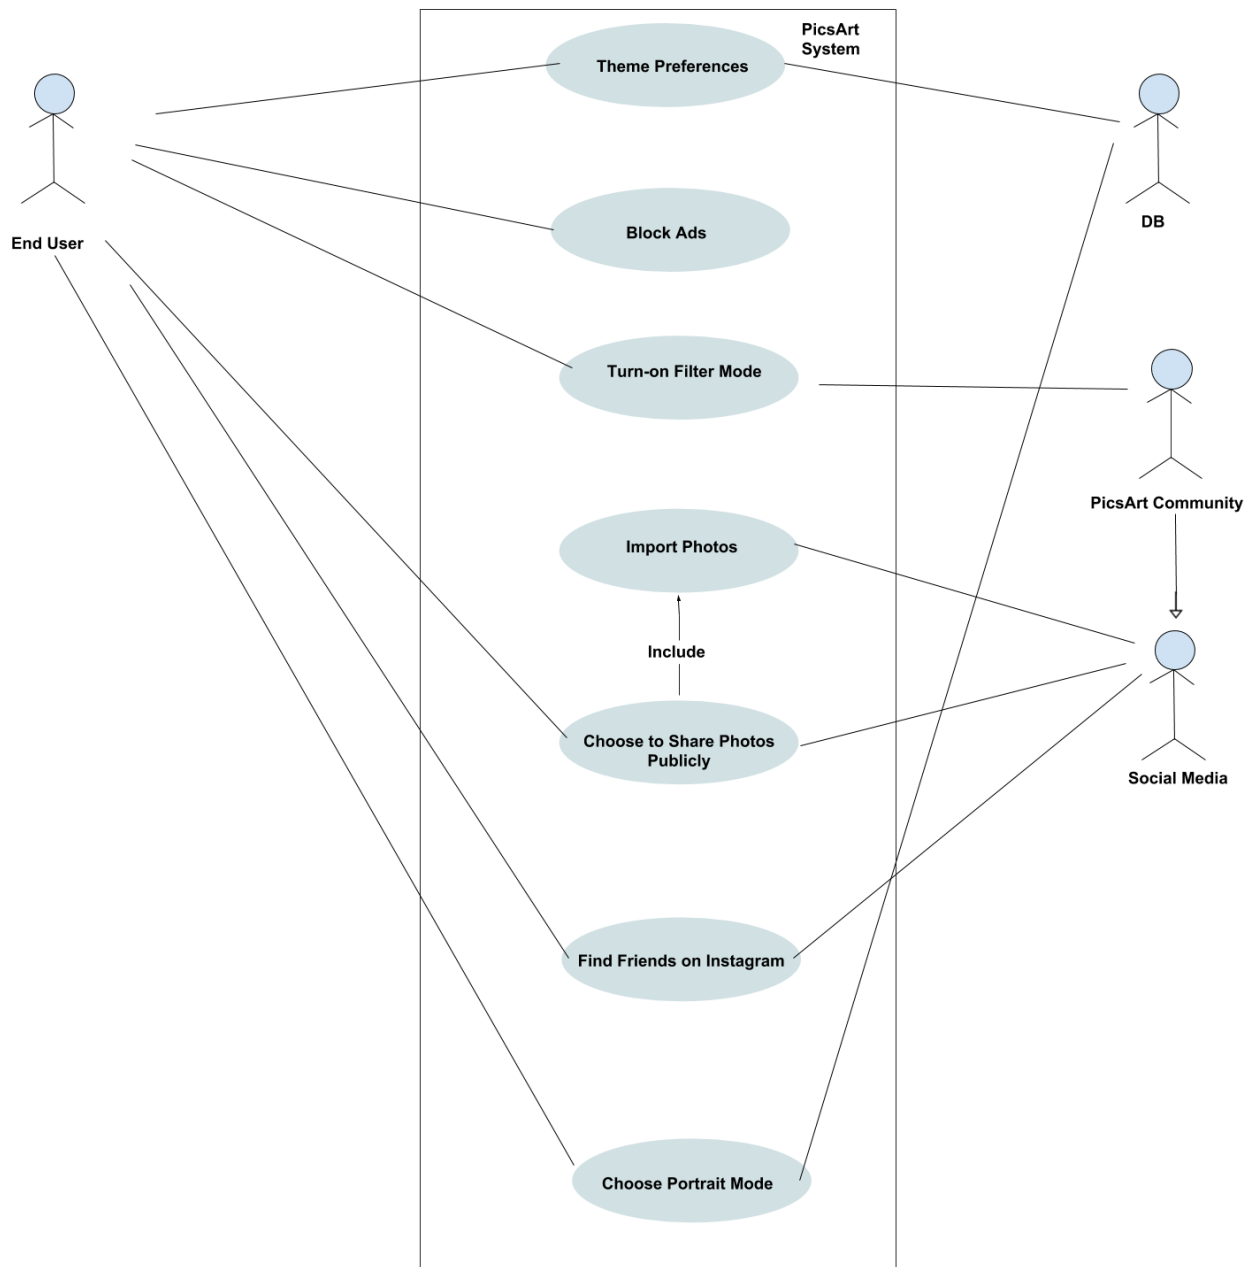 PicsArt
System
Theme Preferences
End User
Block Ads
DB
Turn-on Filter Mode
PicsArt Community
Import Photos
Include
Choose to Share Photos
Publicly
Social Media
Find Friends on Instagram
Choose Portrait Mode